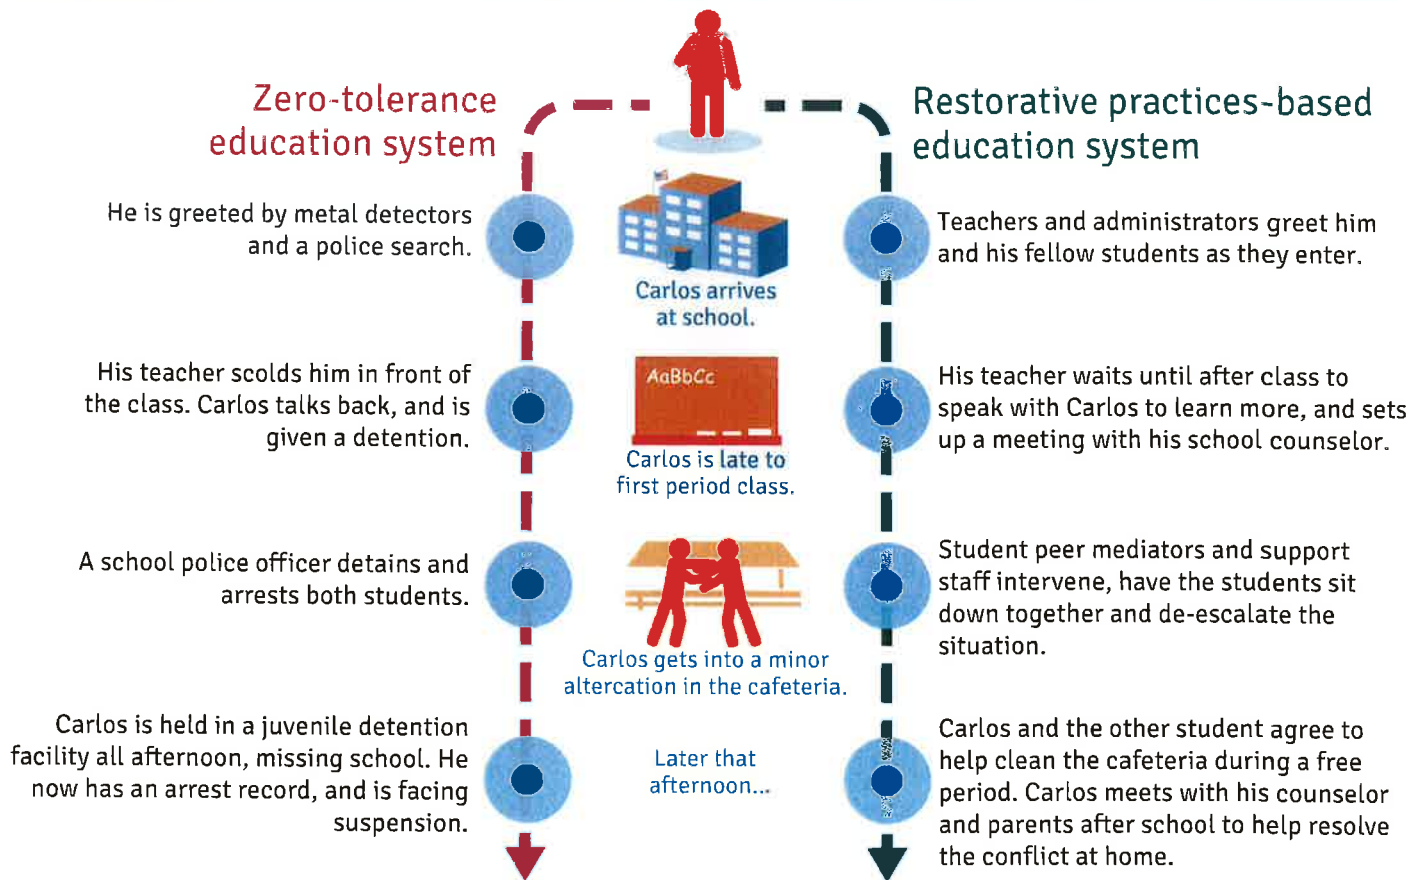 Zero-tolerance
education system
Restorative practices-based
education system
He is greeted by metal detectors
and a police search.
Carlos arrives
at school.
Teachers and administrators greet him
and his fellow students as they enter.
His teacher scolds him in front of
the class. Carlos talks back, and is
given a detention.
AaBbCc
Carlos is late to
first period class.
His teacher waits until after class to
speak with Carlos to learn more, and sets
up a meeting with his school counselor.
A school police officer detains and
arrests both students.
Carlos gets into a minor
altercation in the cafeteria.
Student peer mediators and support
staff intervene, have the students sit
down together and de-escalate the
situation.
Carlos is held in a juvenile detention
facility all afternoon, missing school. He
now has an arrest record, and is facing
suspension.
Later that
afternoon...
Carlos and the other student agree to
help clean the cafeteria during a free
period. Carlos meets with his counselor
and parents after school to help resolve
the conflict at home.